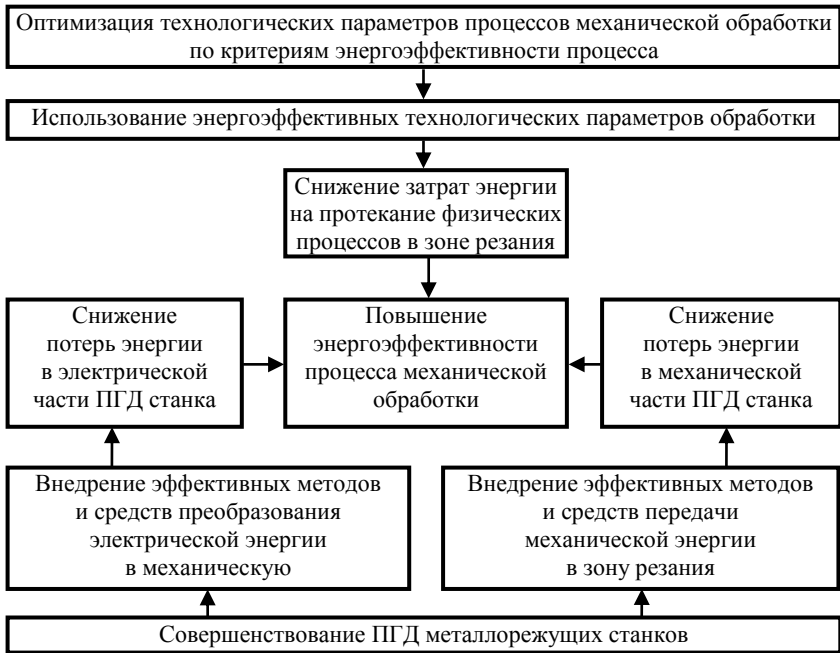 Оптимизация технологических параметров процессов механической обработки
по критериям энергоэффективности процесса
Использование энергоэффективных технологических параметров обработки
Снижение затрат энергии
на протекание физических
процессов в зоне резания
Снижение
потерь энергии
в электрической
части ПГД станка
Повышение
энергоэффективности
процесса механической
обработки
Снижение
потерь энергии
в механической
части ПГД станка
Внедрение эффективных методов
и средств преобразования
электрической энергии
в механическую
Внедрение эффективных методов
и средств передачи
механической энергии
в зону резания
Совершенствование ПГД металлорежущих станков